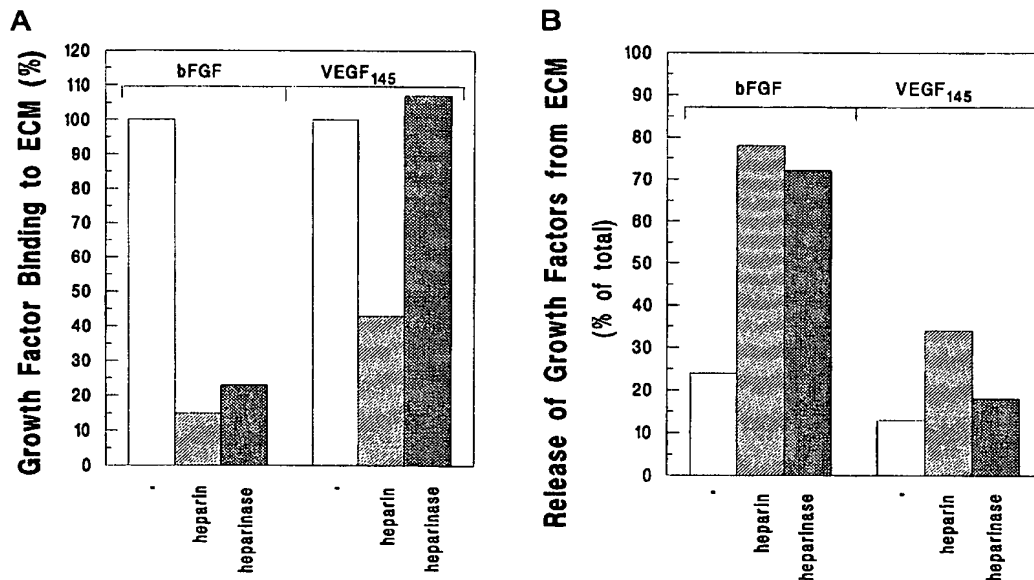 A
Growth Factor Binding to ECM (%)
120
110
100
90
80
70
60
50
40
30
20
10
0
bFGF
VEGF145
-
heparin
heparinase
-
heparin
heparinase
B
Release of Growth Factors from ECM
(% of total)
100
90
80
70
60
50
40
30
20
10
0
bFGF
VEGF145
-
heparin
heparinase
-
heparin
heparinase